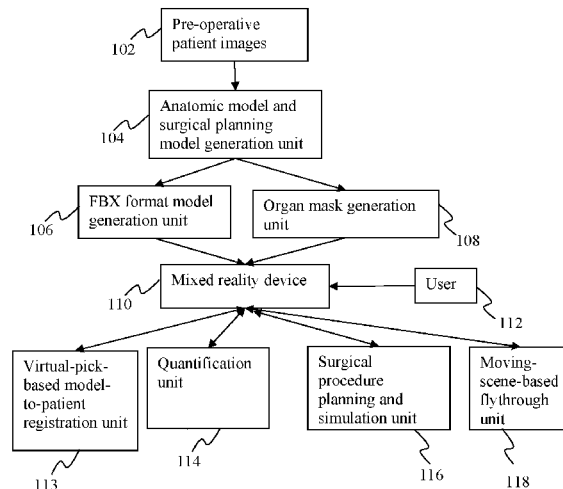 Pre-operative
patient images
102
Anatomic model and
surgical planning
model generation unit
104
FBX format model
generation unit
106
Organ mask generation
unit
108
Mixed reality device
110
User
112
Virtual-pick-based model-
to-patient
registration unit
113
Quantification
unit
114
Surgical
procedure
planning and
simulation unit
116
Moving-
scene-based
flythrough
unit
118